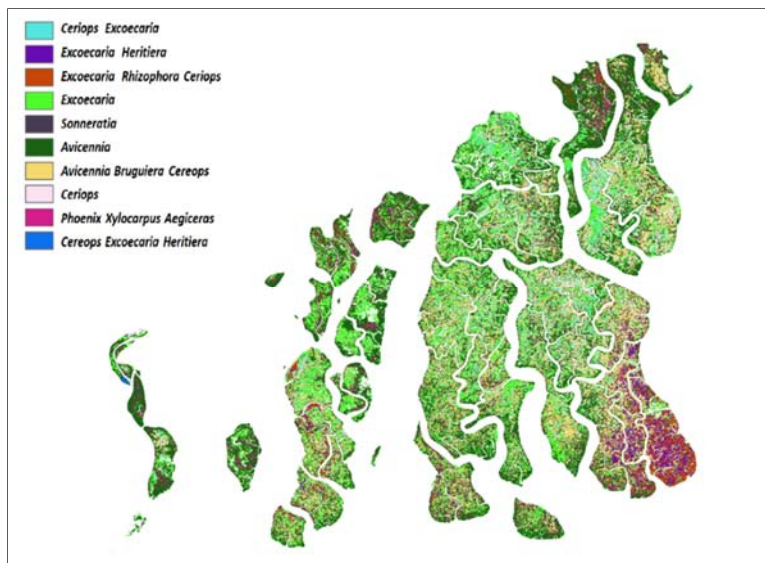 Ceriops Excoecaria
Excoecaria Heritiera
Excoecaria Rhizophora Ceriops
Excoecaria
Sonneratia
Avicennia
Avicennia Bruguiera Cereops
Ceriops
Phoenix Xylocarpus Aegiceras
Cereops Excoecaria Heritiera